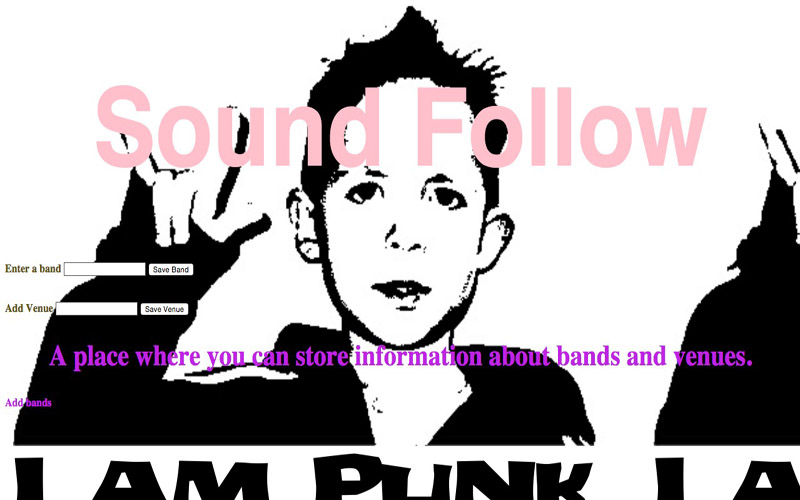 Sound Follow
Enter a band Save Band
Add Venue Save Venue
A place where you can store information about bands and venues.
Add bands
I AM PUNK I A